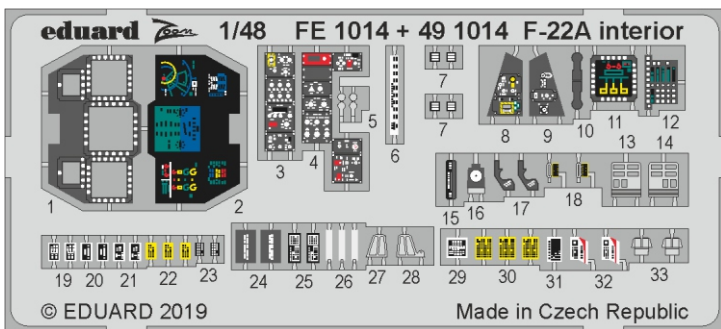 eduard Zoom 1/48 FE 1014 + 49 1014 F-22A interior
7
5
7 8 9 10 11 12
3 4 6
13 14
1 2
15 16 17 18
19 20 21 22 23
24 25 26 27 28
29 30 31 32 33
© EDUARD 2019 Made in Czech Republic